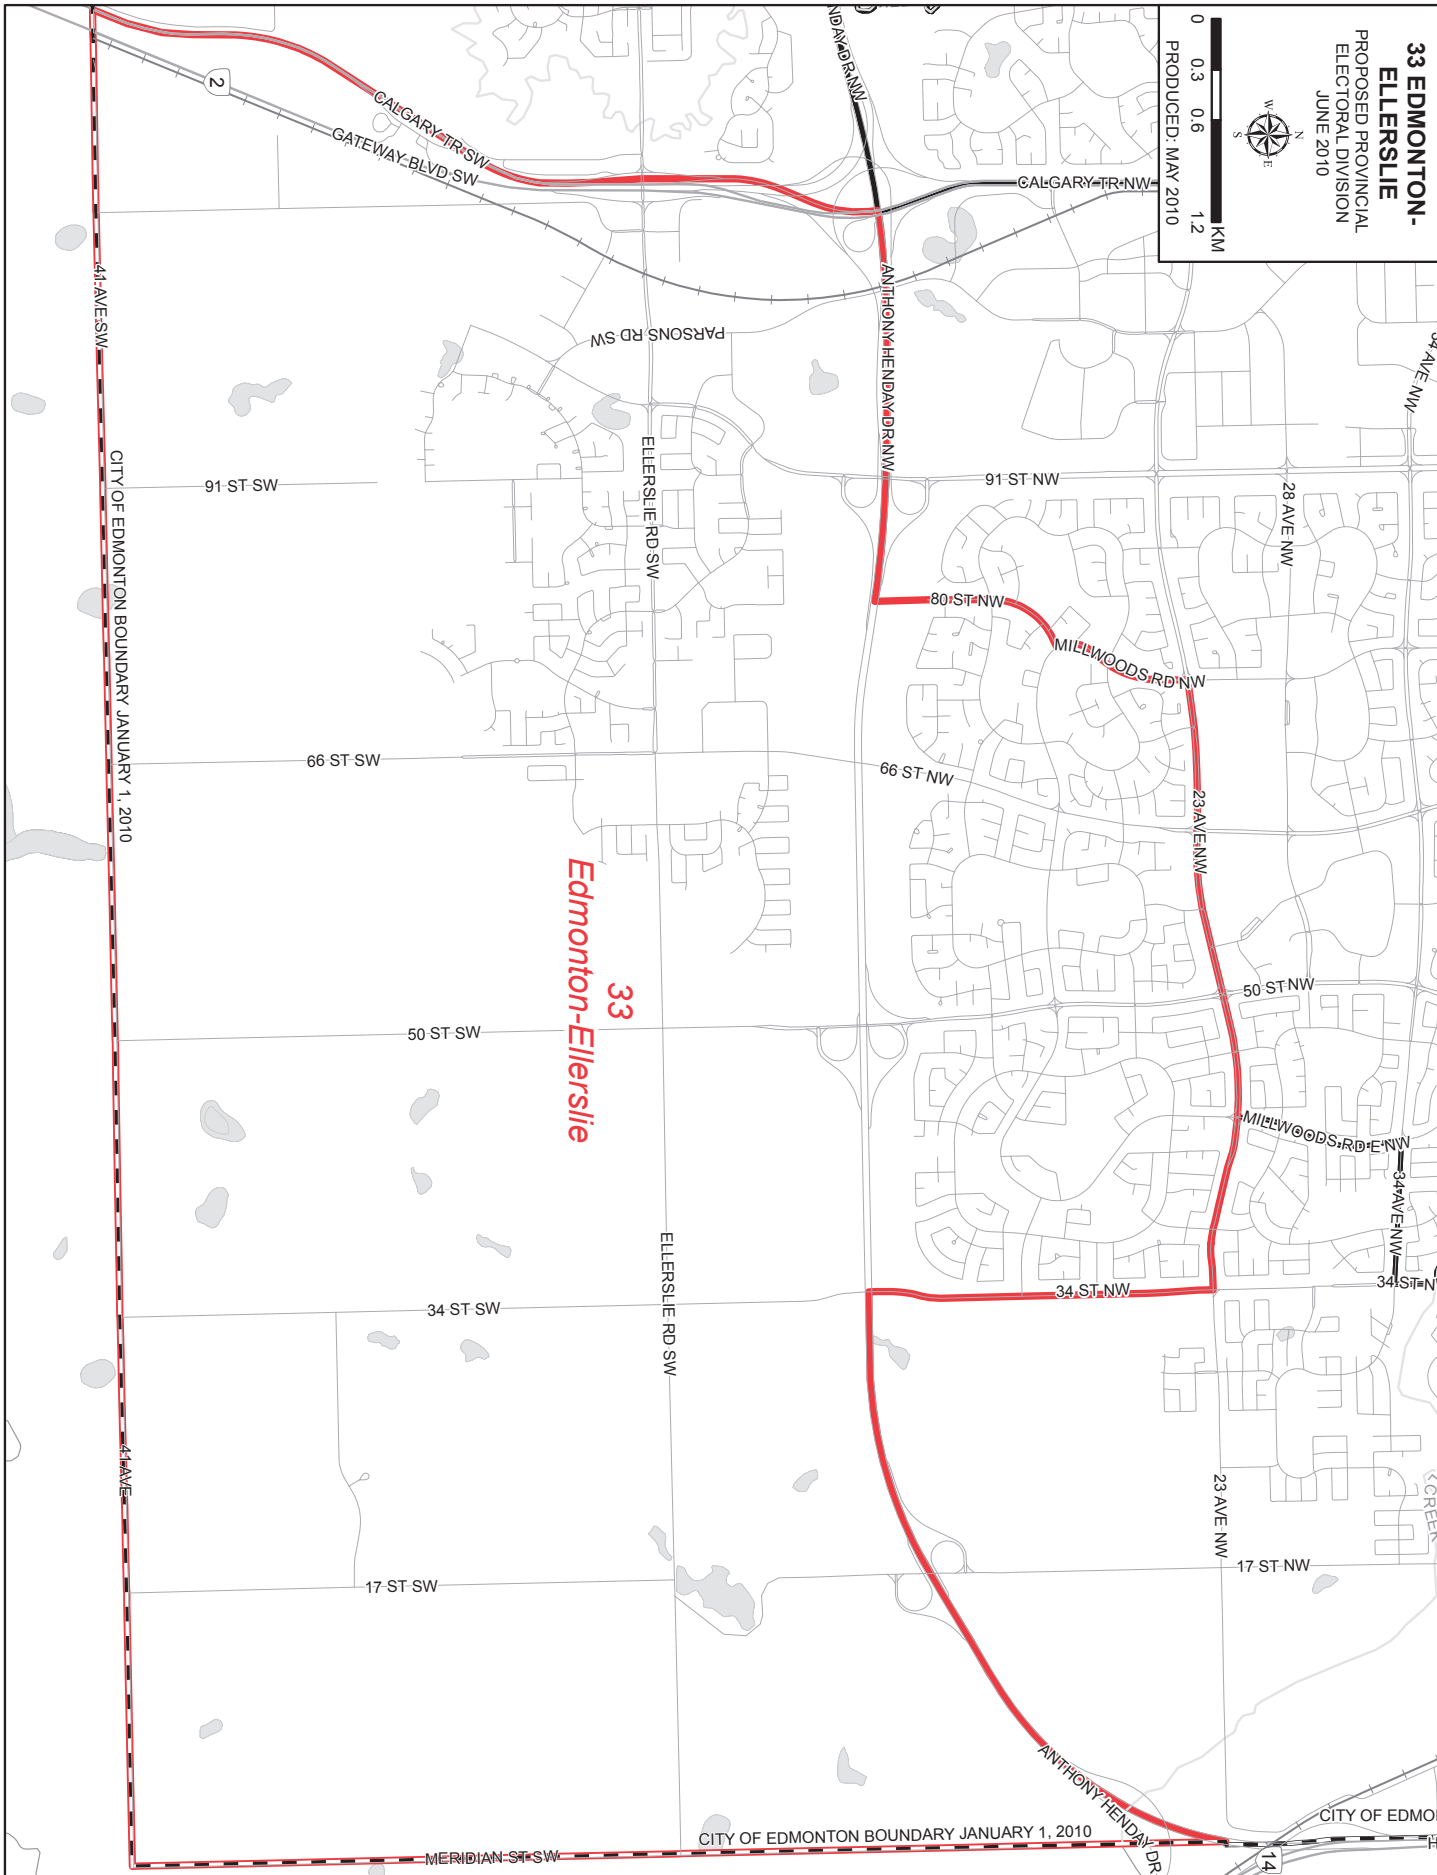 33 EDMONTON-
ELLERSLIE
PROPOSED PROVINCIAL
ELECTORAL DIVISION
JUNE 2010
N
W
E
S
KM
0 0.3 0.6 1.2
PRODUCED: MAY 2010
CALGARY TR NW
ANTHONY HENDAY DR NW
CALGARY TR SW
GATEWAY BLVD SW
2
PARSONS RD SW
41 AVE SW
CITY OF EDMONTON BOUNDARY JANUARY 1, 2010
91 ST SW
91 ST NW
ELLERSLIE RD SW
28 AVE NW
80 ST NW
MILLWOODS RD NW
66 ST SW
66 ST NW
23 AVE NW
33
Edmonton-Ellerslie
50 ST SW
50 ST NW
MILLWOODS RD E NW
34 AVE NW
34 ST SW
34 ST NW
ELLERSLIE RD SW
41 AVE
23 AVE NW
17 ST SW
17 ST NW
CREEK
ANTHONY HENDAY DR
CITY OF EDMONTON BOUNDARY JANUARY 1, 2010
MERIDIAN ST SW
14